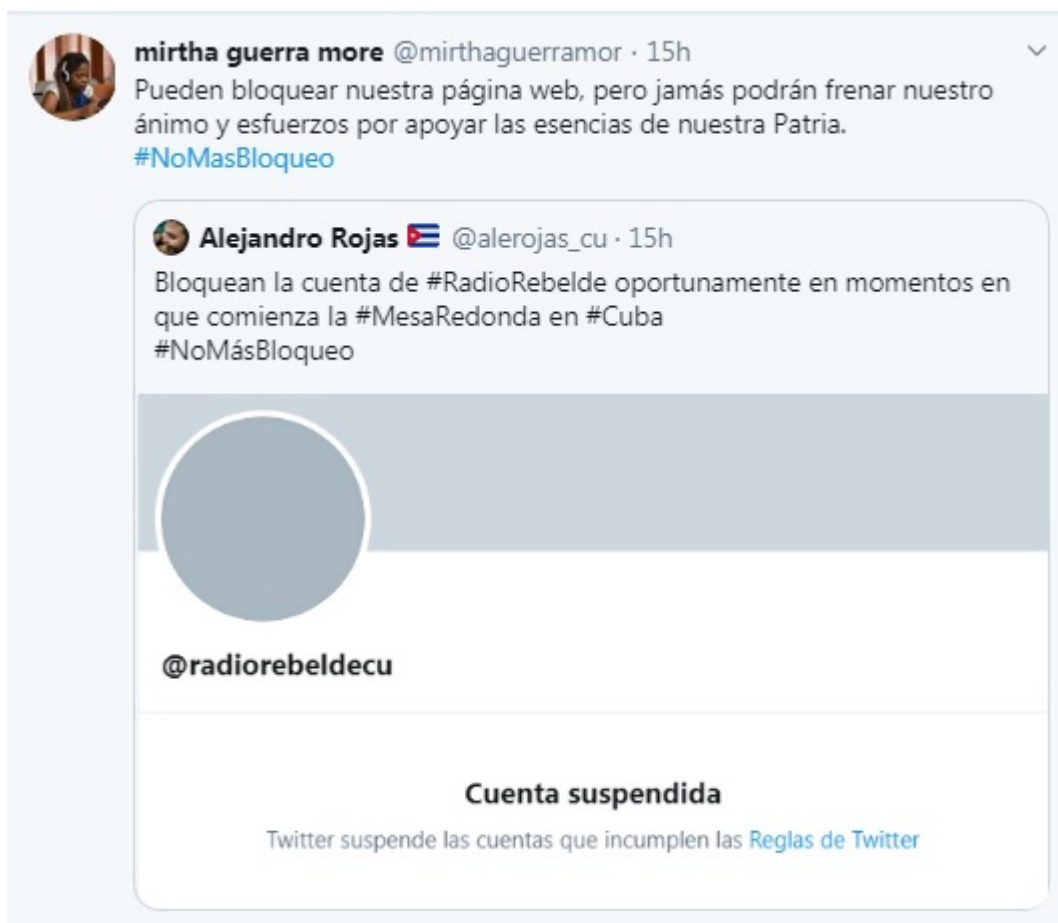 mirtha guerra more @mirthaguerramor · 15h
Pueden bloquear nuestra página web, pero jamás podrán frenar nuestro
ánimo y esfuerzos por apoyar las esencias de nuestra Patria.
#NoMasBloqueo
Alejandro Rojas 🇨🇺 @alerojas_cu · 15h
Bloquean la cuenta de #RadioRebelde oportunamente en momentos en
que comienza la #MesaRedonda en #Cuba
#NoMásBloqueo
@radiorebeldecu
Cuenta suspendida
Twitter suspende las cuentas que incumplen las Reglas de Twitter